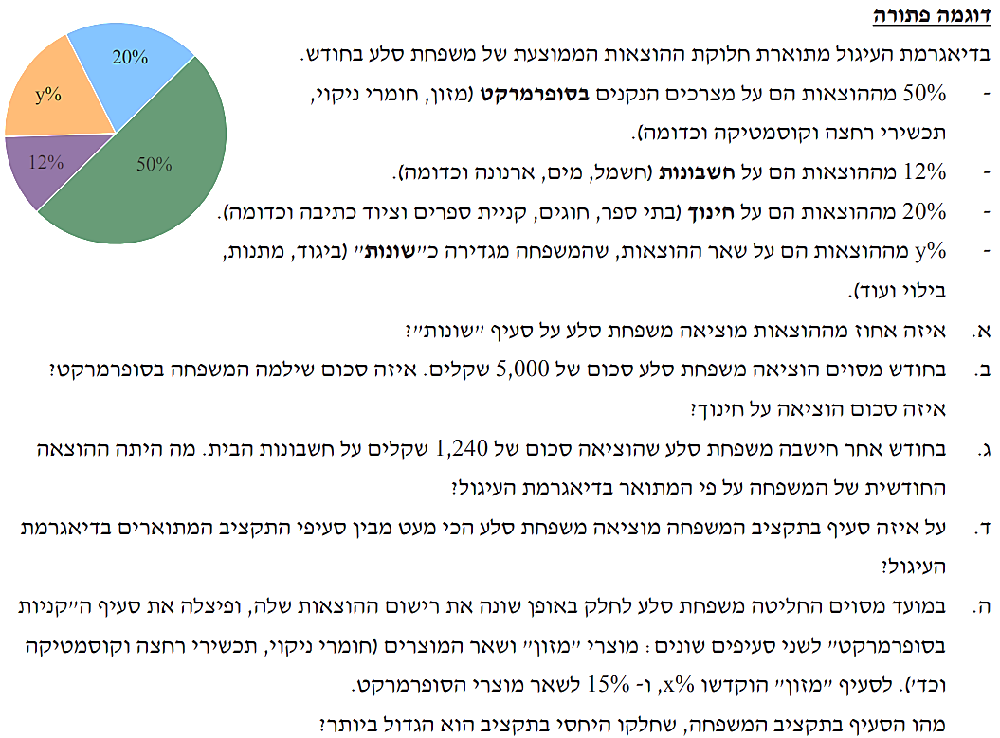 דוגמה פתורה
בדיאגרמת העיגול מתוארת חלוקת ההוצאות הממוצעת של משפחת סלע בחודש.
- 50% מההוצאות הם על מצרכים הנקנים בסופרמרקט (מזון, חומרי ניקוי,
תכשירי רחצה וקוסמטיקה וכדומה).
- 12% מההוצאות הם על חשבונות (חשמל, מים, ארנונה וכדומה).
- 20% מההוצאות הם על חינוך (בתי ספר, חוגים, קניית ספרים וציוד כתיבה וכדומה).
- y% מההוצאות הם על שאר ההוצאות, שהמשפחה מגדירה כ"שונות" (ביגוד, מתנות,
בילוי ועוד).
20%
y%
12%
50%
א. איזה אחוז מההוצאות מוציאה משפחת סלע על סעיף "שונות"?
ב. בחודש מסוים הוציאה משפחת סלע סכום של 5,000 שקלים. איזה סכום שילמה המשפחה בסופרמרקט?
איזה סכום הוציאה על חינוך?
ג. בחודש אחר חישבה משפחת סלע שהוציאה סכום של 1,240 שקלים על חשבונות הבית. מה היתה ההוצאה
החודשית של המשפחה על פי המתואר בדיאגרמת העיגול?
ד. על איזה סעיף בתקציב המשפחה מוציאה משפחת סלע הכי מעט מבין סעיפי התקציב המתוארים בדיאגרמת
העיגול?
ה. במועד מסוים החליטה משפחת סלע לחלק באופן שונה את רישום ההוצאות שלה, ופיצלה את סעיף ה"קניות
בסופרמרקט" לשני סעיפים שונים: מוצרי "מזון" ושאר המוצרים (חומרי ניקוי, תכשירי רחצה וקוסמטיקה
וכד'). לסעיף "מזון" הוקדשו x%, ו- 15% לשאר מוצרי הסופרמרקט.
מהו הסעיף בתקציב המשפחה, שחלקו היחסי בתקציב הוא הגדול ביותר?